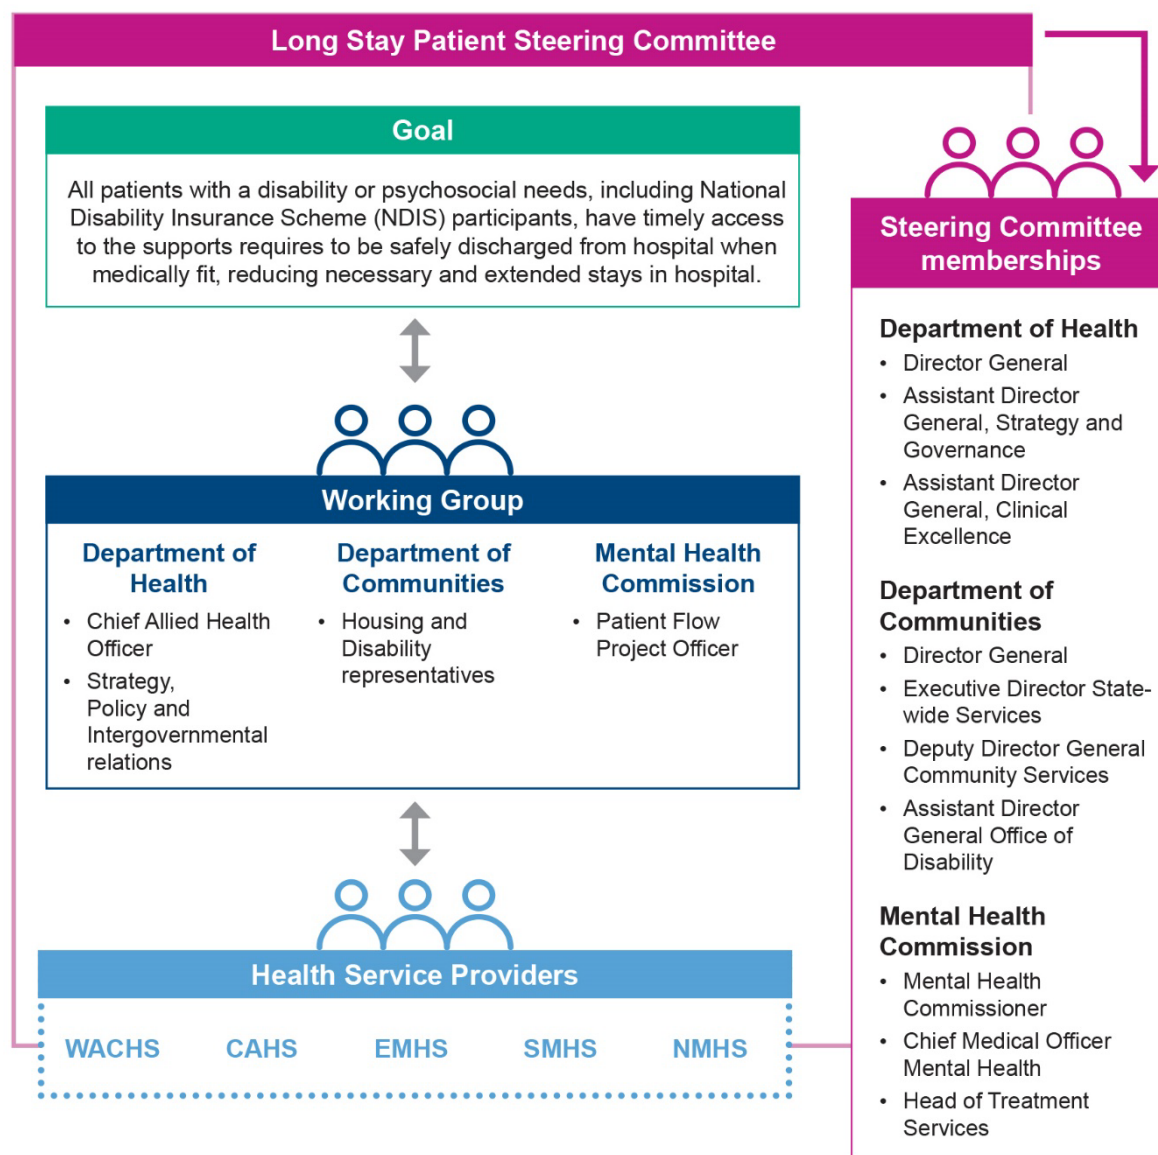 Long Stay Patient Steering Committee
Goal
All patients with a disability or psychosocial needs, including National
Disability Insurance Scheme (NDIS) participants, have timely access
to the supports requires to be safely discharged from hospital when
medically fit, reducing necessary and extended stays in hospital.
Working Group
Department of
Health
• Chief Allied Health
Officer
• Strategy,
Policy and
Intergovernmental
relations
Department of
Communities
• Housing and
Disability
representatives
Mental Health
Commission
• Patient Flow
Project Officer
Health Service Providers
WACHS CAHS EMHS SMHS NMHS
Steering Committee
memberships
Department of Health
• Director General
• Assistant Director
General, Strategy and
Governance
• Assistant Director
General, Clinical
Excellence
Department of
Communities
• Director General
• Executive Director State-
wide Services
• Deputy Director General
Community Services
• Assistant Director
General Office of
Disability
Mental Health
Commission
• Mental Health
Commissioner
• Chief Medical Officer
Mental Health
• Head of Treatment
Services